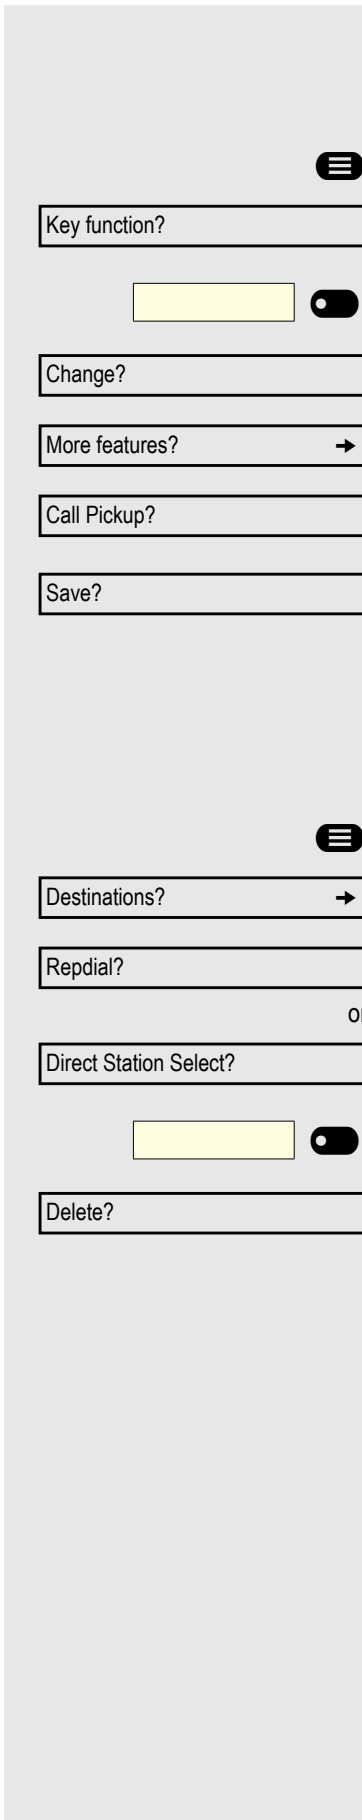 Key function?
Change?
More features?
Call Pickup?
Save?
Destinations?
Repdial?
or
Direct Station Select?
Delete?